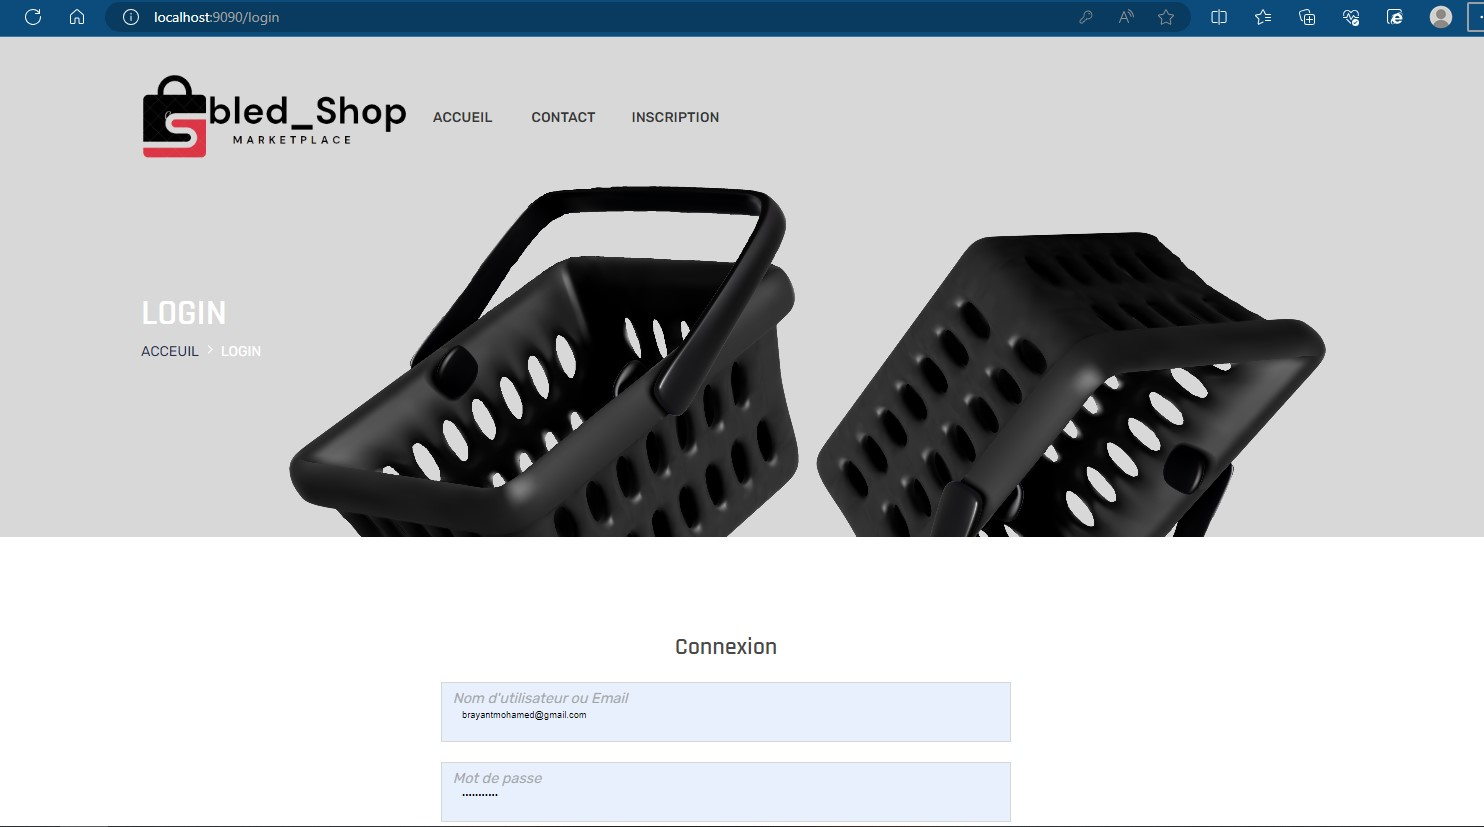 localhost:9090/login
bled_Shop
MARKETPLACE
ACCUEIL CONTACT INSCRIPTION
LOGIN
ACCEUIL > LOGIN
Connexion
Nom d'utilisateur ou Email
brayantmohamed@gmail.com
Mot de passe